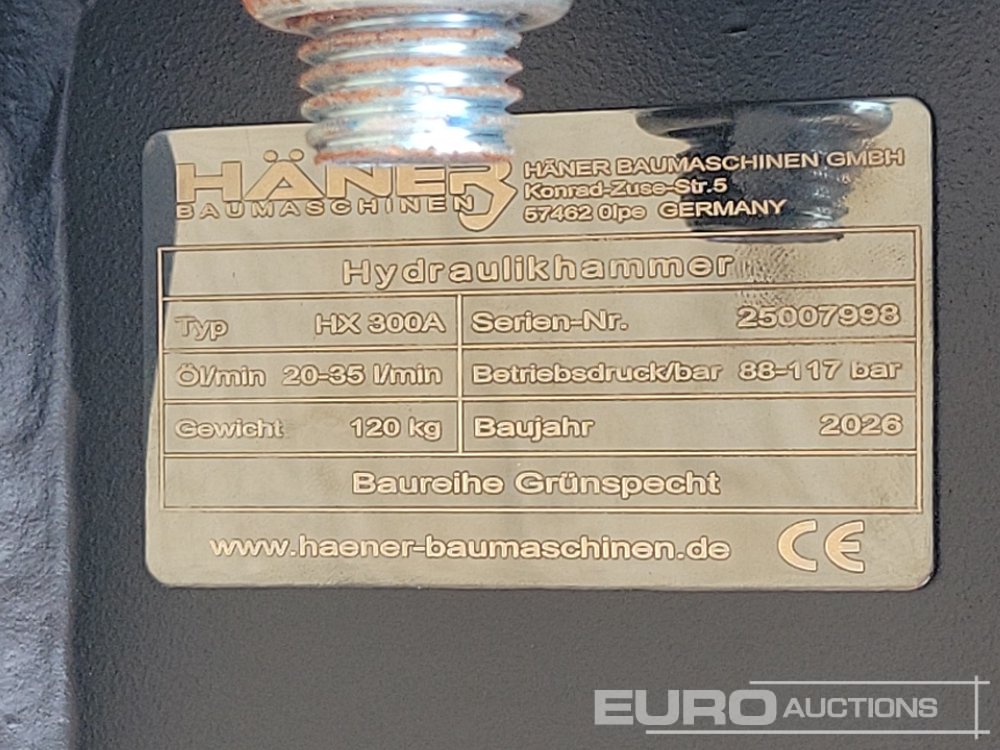 HÄNER
BAUMASCHINEN
HÄNER BAUMASCHINEN GMBH
Konrad-Zuse-Str.5
57462 Olpe GERMANY
Hydraulikhammer
Typ HX 300A Serien-Nr. 25007998
Öl/min 20-35 l/min Betriebsdruck/bar 88-117 bar
Gewicht 120 kg Baujahr 2026
Baureihe Grünspecht
www.haener-baumaschinen.de CE
EURO AUCTIONS